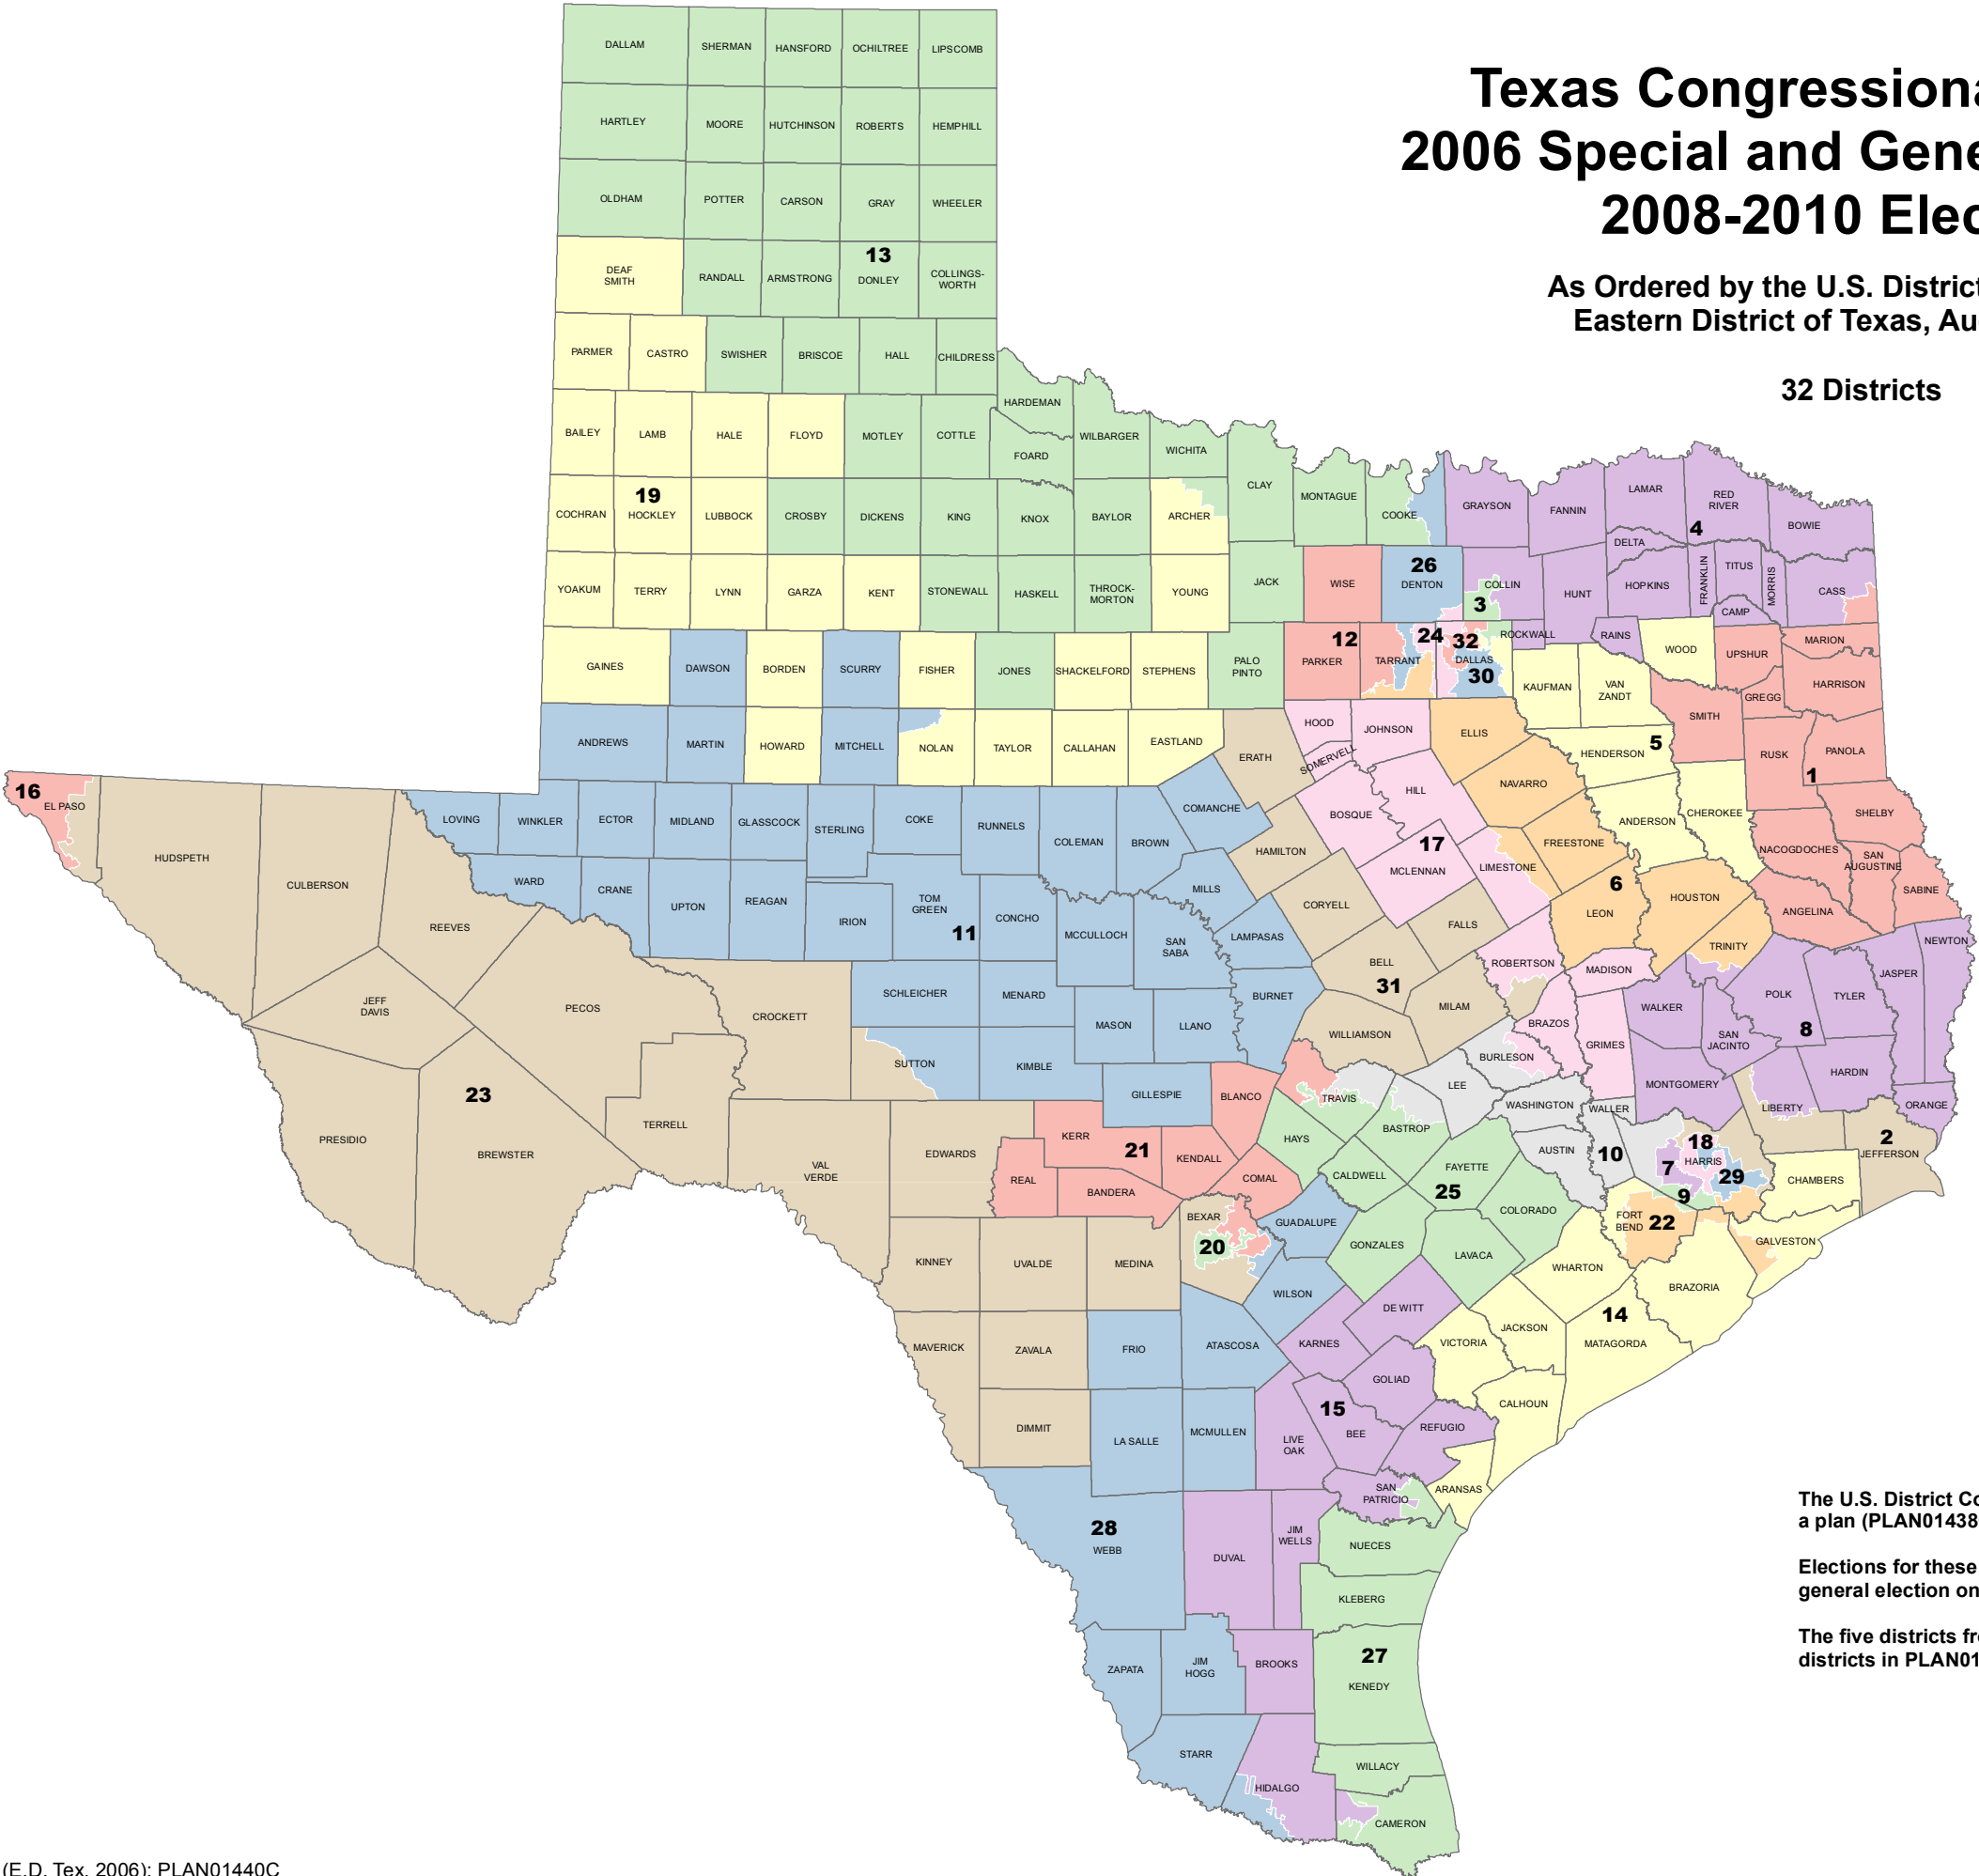 Texas Congressiona
2006 Special and Gene
2008-2010 Elec
As Ordered by the U.S. District
Eastern District of Texas, Au
32 Districts
DALLAM SHERMAN HANSFORD OCHILTREE LIPSCOMB
HARTLEY MOORE HUTCHINSON ROBERTS HEMPHILL
OLDHAM POTTER CARSON GRAY WHEELER
13
DEAF
SMITH
RANDALL ARMSTRONG DONLEY
COLLINGS-
WORTH
PARMER CASTRO SWISHER BRISCOE HALL CHILDRESS
HARDEMAN
BAILEY LAMB HALE FLOYD MOTLEY COTTLE
FOARD
WILBARGER
WICHITA
CLAY
MONTAGUE
COOKE
GRAYSON
FANNIN
LAMAR
RED
RIVER
4
BOWIE
19
COCHRAN HOCKLEY LUBBOCK CROSBY DICKENS KING KNOX BAYLOR ARCHER
DELTA
26
DENTON
COLLIN
3
HUNT
HOPKINS
FRANKLIN
TITUS
MORRIS
CAMP
CASS
YOAKUM TERRY LYNN GARZA KENT STONEWALL HASKELL
THROCK-
MORTON
YOUNG
JACK
WISE
12
PARKER
TARRANT
24
32
DALLAS
30
ROCKWALL
RAINS
WOOD
UPSHUR
MARION
HARRISON
GAINES DAWSON BORDEN SCURRY FISHER JONES SHACKELFORD STEPHENS
PALO
PINTO
KAUFMAN
VAN
ZANDT
SMITH
GREGG
ANDREWS MARTIN HOWARD MITCHELL NOLAN TAYLOR CALLAHAN EASTLAND
ERATH
HOOD
SOMERVELL
JOHNSON
ELLIS
HENDERSON
5
RUSK
PANOLA
1
16
EL PASO
HUDSPETH
CULBERSON
REEVES
LOVING WINKLER ECTOR MIDLAND GLASSCOCK STERLING COKE RUNNELS COLEMAN BROWN
COMANCHE
HAMILTON
BOSQUE
HILL
NAVARRO
FREESTONE
ANDERSON
CHEROKEE
SHELBY
NACOGDOCHES
SAN
AUGUSTINE
SABINE
WARD CRANE UPTON REAGAN IRION
TOM
GREEN
11
CONCHO
MCCULLOCH
SAN
SABA
MILLS
LAMPASAS
CORYELL
17
MCLENNAN
LIMESTONE
FALLS
6
LEON
HOUSTON
TRINITY
ANGELINA
NEWTON
JASPER
TYLER
POLK
8
JEFF
DAVIS
PECOS
CROCKETT
SCHLEICHER
MENARD
MASON
LLANO
BURNET
BELL
31
MILAM
WILLIAMSON
ROBERTSON
MADISON
BRAZOS
GRIMES
WALKER
SAN
JACINTO
HARDIN
SUTTON
KIMBLE
BURLESON
MONTGOMERY
LIBERTY
ORANGE
23
PRESIDIO
BREWSTER
TERRELL
VAL
VERDE
EDWARDS
GILLESPIE
BLANCO
TRAVIS
LEE
WASHINGTON
WALLER
KERR
21
KENDALL
HAYS
BASTROP
AUSTIN
10
18
HARRIS
7
29
9
2
JEFFERSON
REAL
BANDERA
COMAL
CALDWELL
FAYETTE
25
COLORADO
CHAMBERS
BEXAR
20
GUADALUPE
GONZALES
LAVACA
FORT
BEND
22
GALVESTON
KINNEY UVALDE MEDINA
WILSON
WHARTON
BRAZORIA
14
DE WITT
JACKSON
MATAGORDA
MAVERICK ZAVALA FRIO ATASCOSA KARNES
VICTORIA
GOLIAD
CALHOUN
DIMMIT LA SALLE MCMULLEN
LIVE
OAK
15
BEE
REFUGIO
SAN
PATRICIO
ARANSAS
28
WEBB
DUVAL
JIM
WELLS
NUECES
KLEBERG
ZAPATA
JIM
HOGG
BROOKS
27
KENEDY
STARR
HIDALGO
WILLACY
CAMERON
The U.S. District Co
a plan (PLAN01438
Elections for these
general election on
The five districts fr
districts in PLAN01
(E.D. Tex. 2006); PLAN01440C